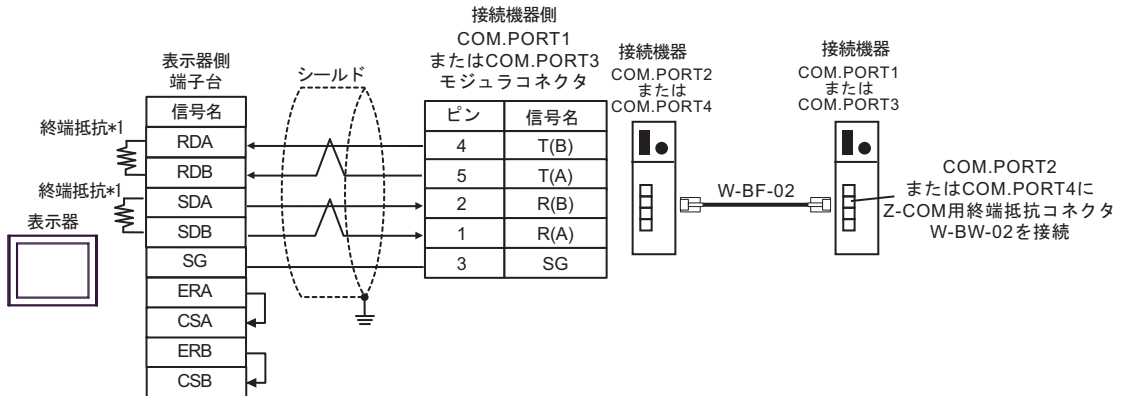 接続機器側
COM.PORT1
またはCOM.PORT3
モジュラコネクタ
表示器側
端子台
シールド
接続機器
COM.PORT2
または
COM.PORT4
接続機器
COM.PORT1
または
COM.PORT3
信号名
ピン
信号名
終端抵抗*1
RDA
4
T(B)
RDB
5
T(A)
終端抵抗*1
SDA
2
R(B)
W-BF-02
COM.PORT2
またはCOM.PORT4に
Z-COM用終端抵抗コネクタ
W-BW-02を接続
表示器
SDB
1
R(A)
SG
3
SG
ERA
CSA
ERB
CSB